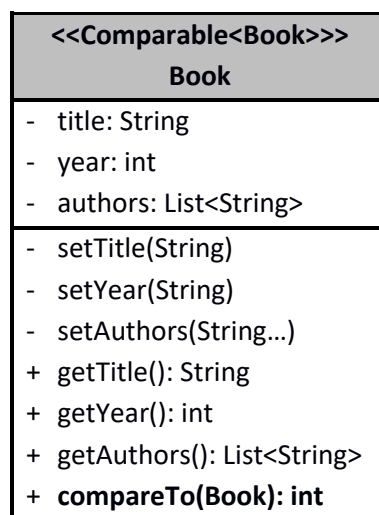 <<Comparable<Book>>>
Book
- title: String
- year: int
- authors: List<String>
- setTitle(String)
- setYear(String)
- setAuthors(String…)
+ getTitle(): String
+ getYear(): int
+ getAuthors(): List<String>
+ compareTo(Book): int